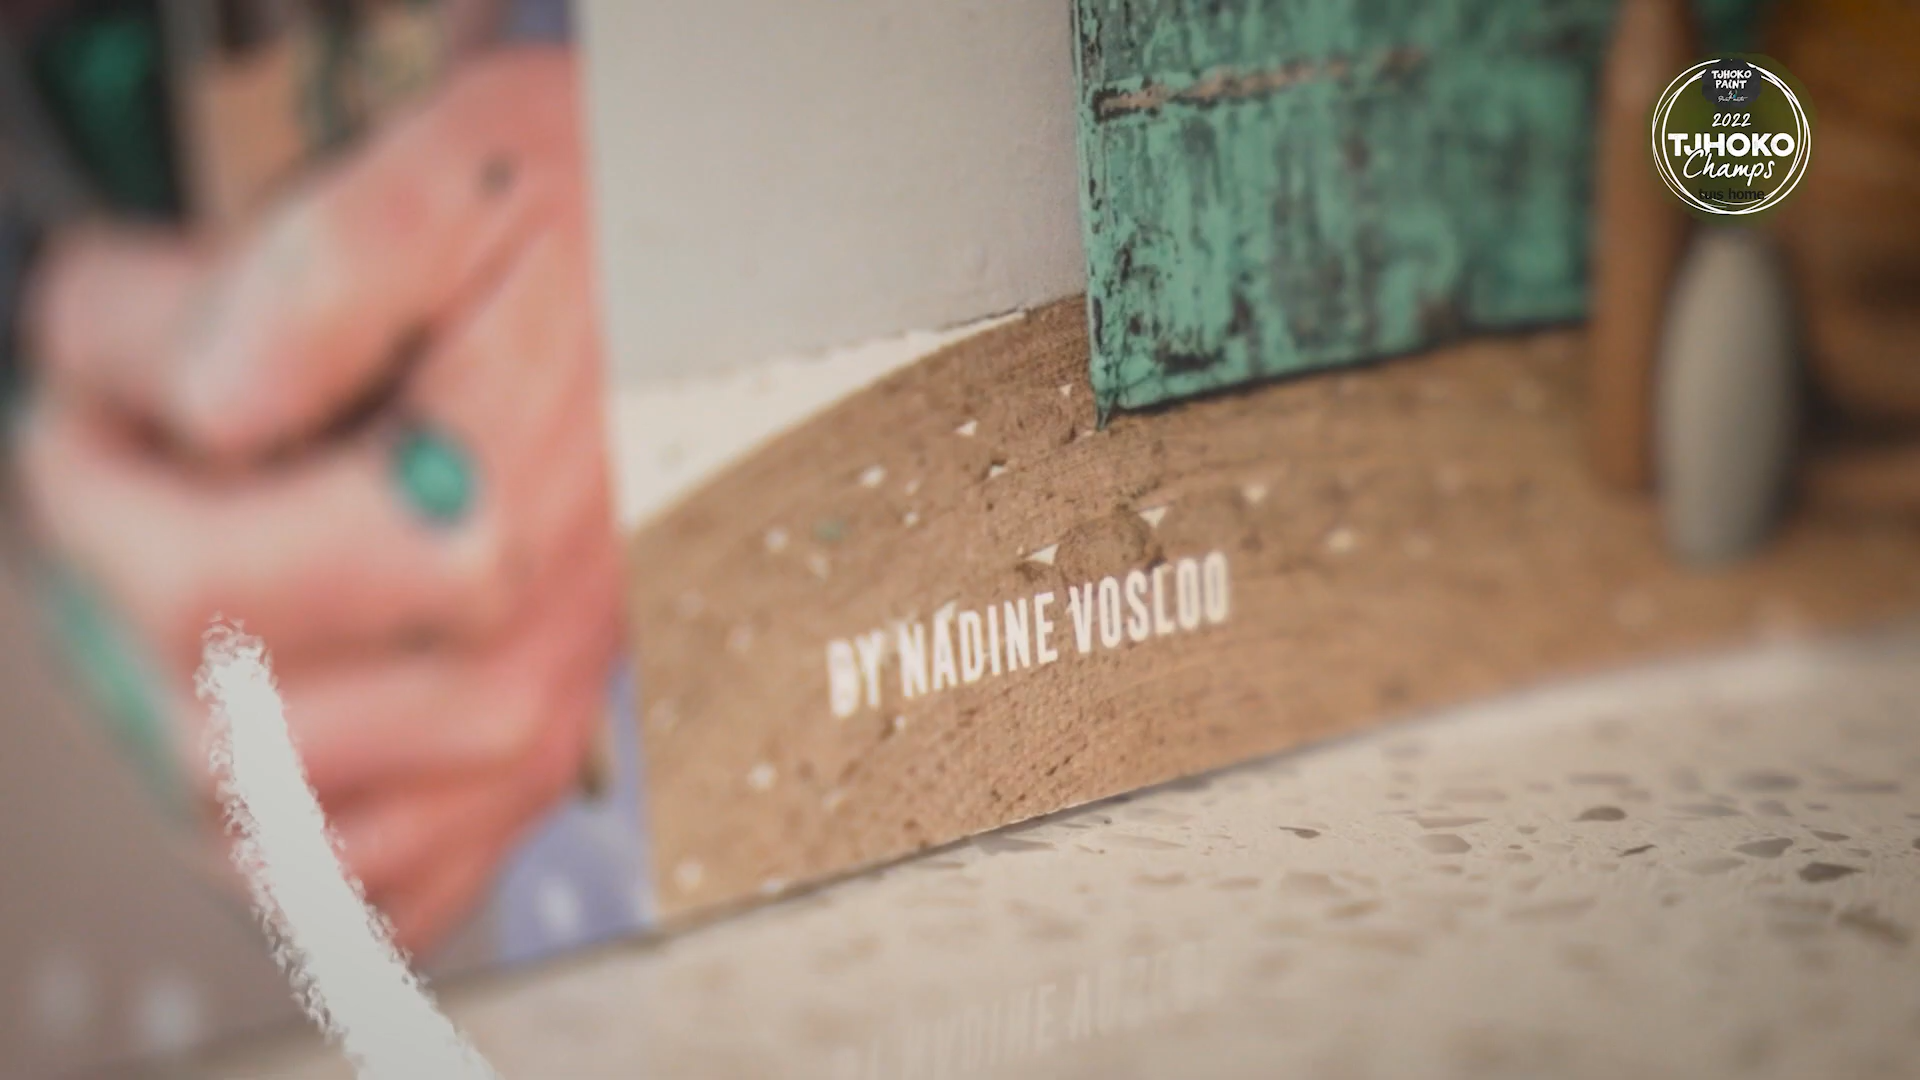 TJHOKO
PAINT
2022
TJHOKO
Champs
tuis home
BY NADINE VOSLOO